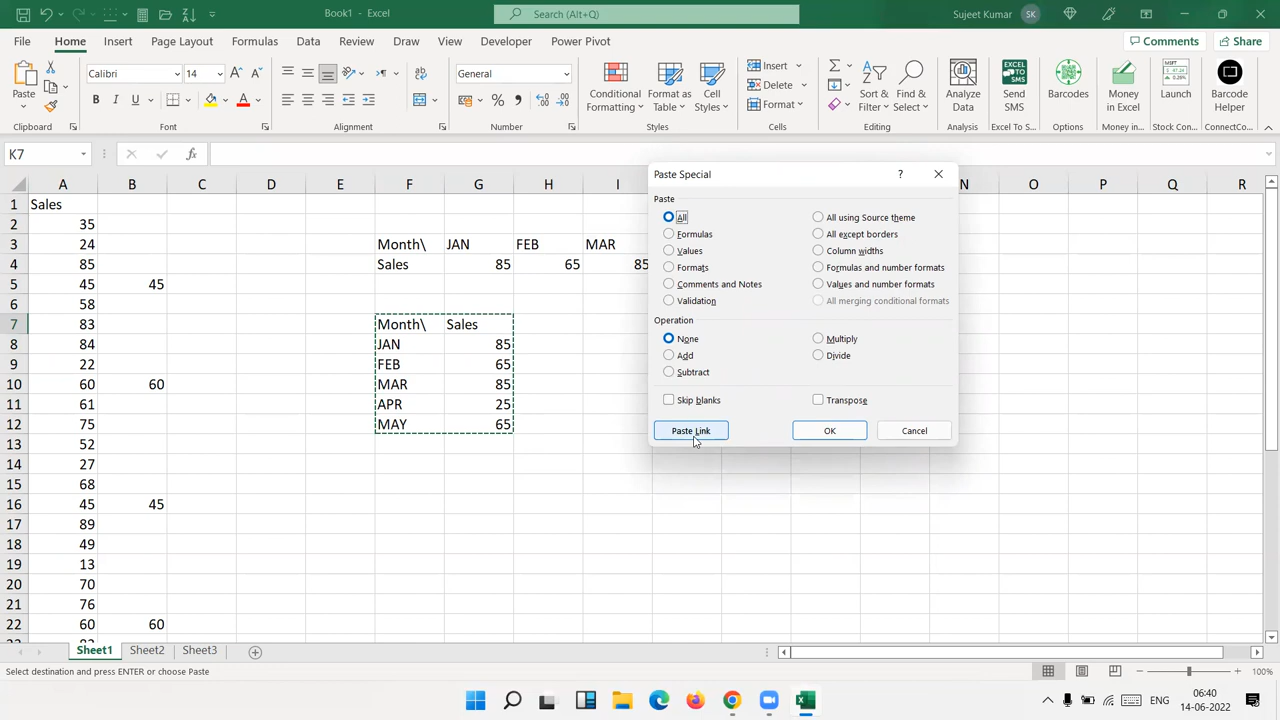 Book1 - Excel
Search (Alt+Q)
Sujeet Kumar SK
File Home Insert Page Layout Formulas Data Review View Developer Automate Power Pivot
Comments Share
Paste
Calibri 14
B I U
General
% ,
Conditional Formatting
Format as Table
Cell Styles
Insert
Delete
Format
Sort & Filter
Find & Select
Analyze Data
Send SMS
Barcodes
Money in Excel
Launch
Barcode Helper
Clipboard Font Alignment Number Styles Cells Editing Analysis Excel To S... Options Money in... Stock Con... ConnectCo...
K7 fx
A B C D E F G H I N O P Q R
1 Sales
2 35
3 24 Month\ JAN FEB MAR
4 85 Sales 85 65 85
5 45 45
6 58
7 83 Month\ Sales
8 84 JAN 85
9 22 FEB 65
10 60 60 MAR 85
11 61 APR 25
12 75 MAY 65
13 52
14 27
15 68
16 45 45
17 89
18 49
19 13
20 70
21 76
22 60 60
Paste Special ?
Paste
All All using Source theme
Formulas All except borders
Values Column widths
Formats Formulas and number formats
Comments and Notes Values and number formats
Validation All merging conditional formats
Operation
None Multiply
Add Divide
Subtract
Skip blanks Transpose
Paste Link OK Cancel
Sheet1 Sheet2 Sheet3
Select destination and press ENTER or choose Paste
100%
ENG
06:40
14-06-2022